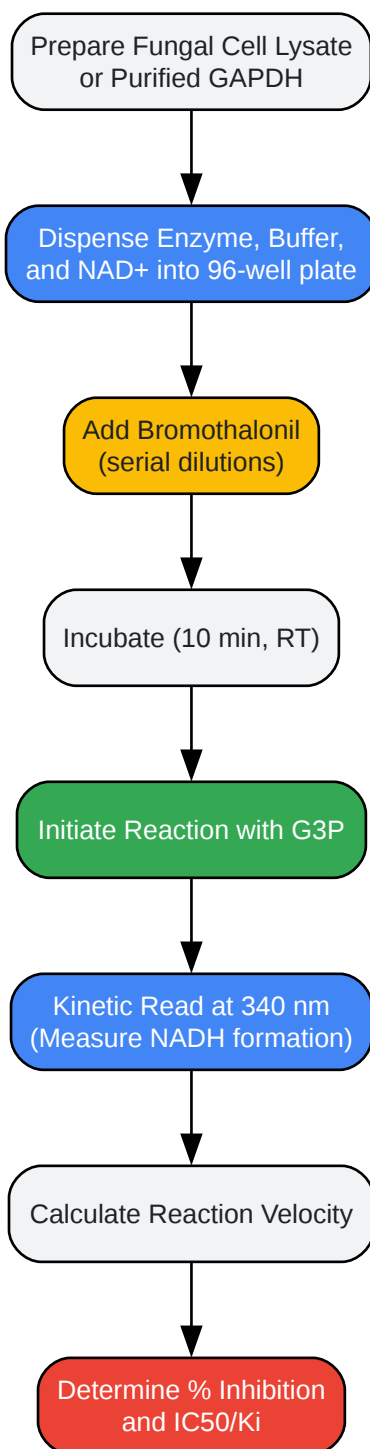 Prepare Fungal Cell Lysate
or Purified GAPDH
Dispense Enzyme, Buffer,
and NAD+ into 96-well plate
Add Bromothalonil
(serial dilutions)
Incubate (10 min, RT)
Initiate Reaction with G3P
Kinetic Read at 340 nm
(Measure NADH formation)
Calculate Reaction Velocity
Determine % Inhibition
and IC50/Ki